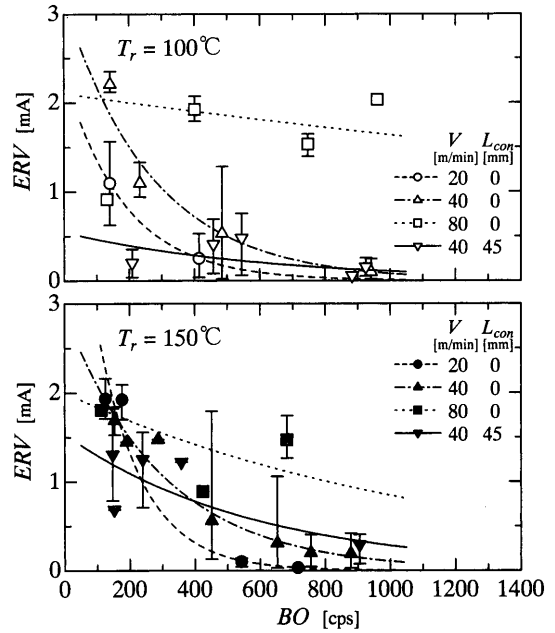 3
T_r = 100℃
2
ERV [mA]
1
0
V L_con
[m/min] [mm]
20 0
40 0
80 0
40 45
3
T_r = 150℃
2
ERV [mA]
1
0
V L_con
[m/min] [mm]
20 0
40 0
80 0
40 45
0 200 400 600 800 1000 1200 1400
BO [cps]